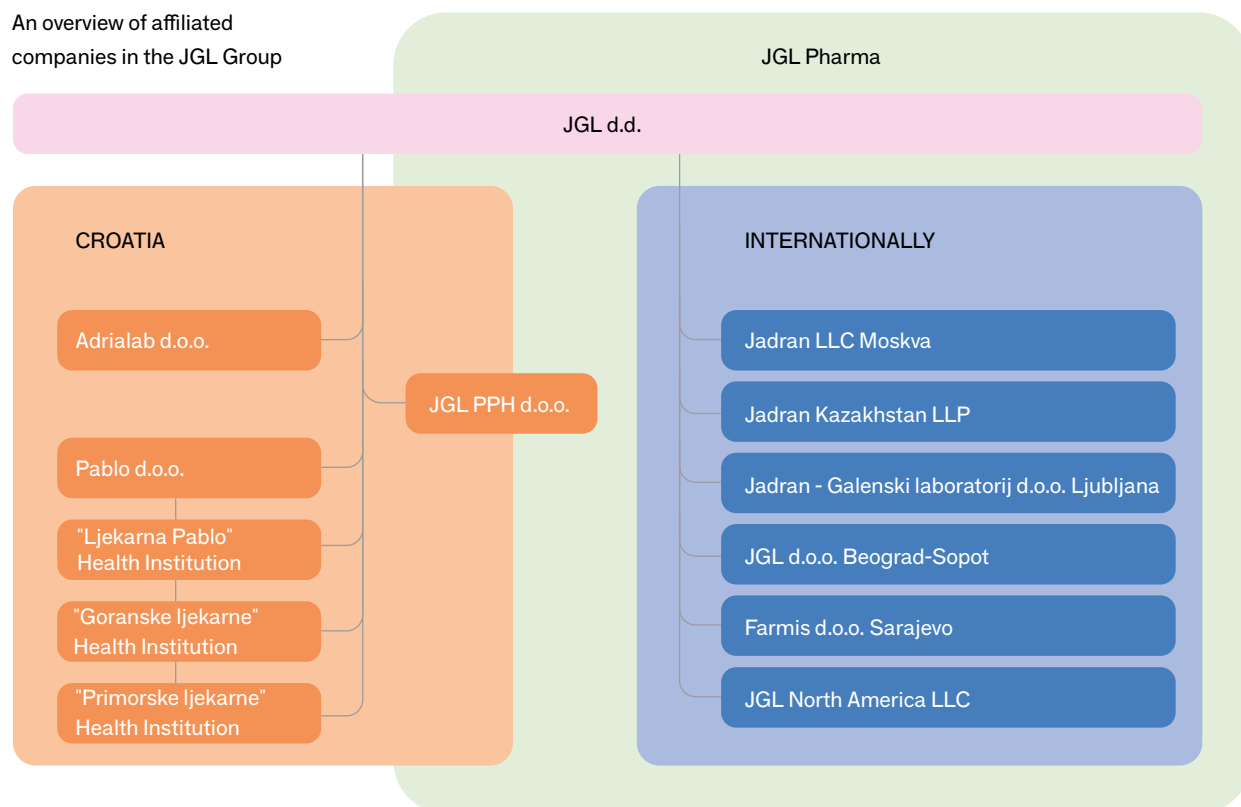 An overview of affiliated
companies in the JGL Group
JGL Pharma
JGL d.d.
CROATIA
Adrialab d.o.o.
JGL PPH d.o.o.
Pablo d.o.o.
"Ljekarna Pablo"
Health Institution
"Goranske ljekarne"
Health Institution
"Primorske ljekarne"
Health Institution
INTERNATIONALLY
Jadran LLC Moskva
Jadran Kazakhstan LLP
Jadran - Galenski laboratorij d.o.o. Ljubljana
JGL d.o.o. Beograd-Sopot
Farmis d.o.o. Sarajevo
JGL North America LLC